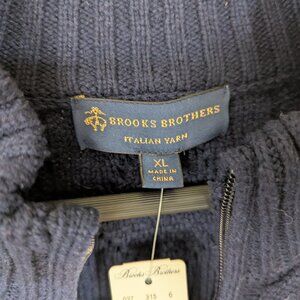 BROOKS BROTHERS
ITALIAN YARN
XL
MADE IN
CHINA
Brooks Brothers
315 6